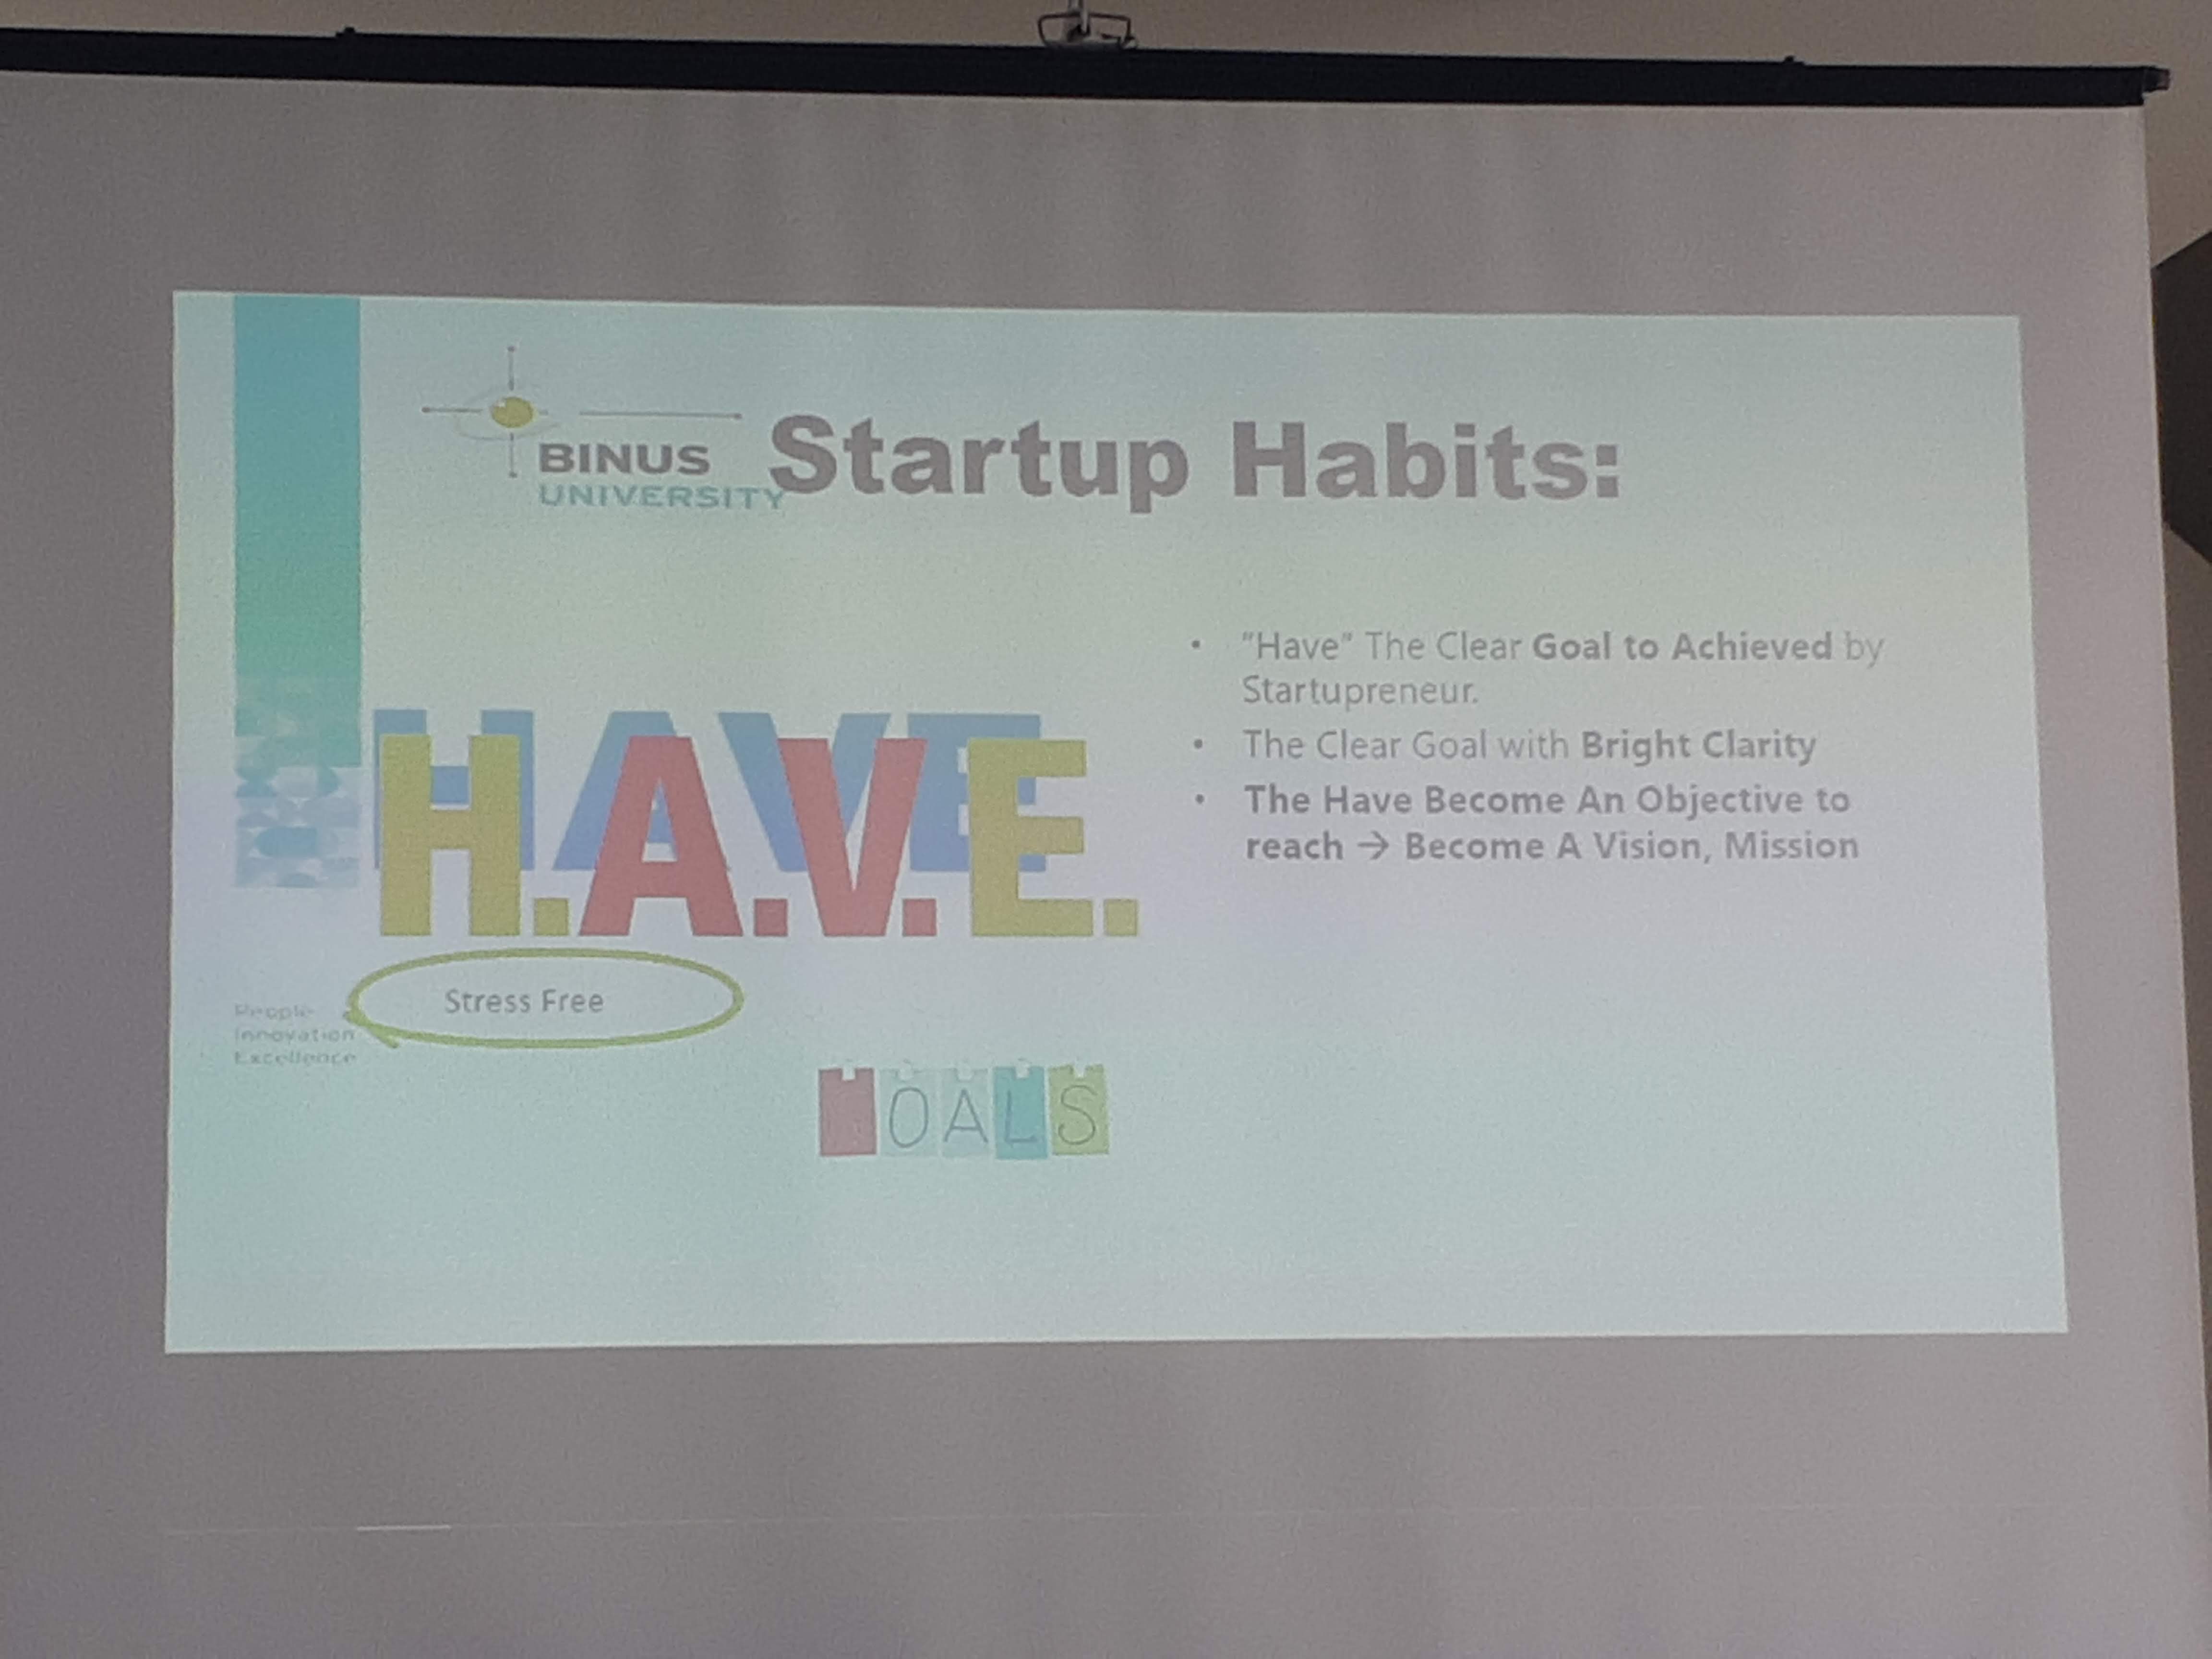 BINUS
UNIVERSITY
Startup Habits:
• "Have" The Clear Goal to Achieved by
Startupreneur.
• The Clear Goal with Bright Clarity
• The Have Become An Objective to
reach → Become A Vision, Mission
HAVE
H.A.V.E.
Stress Free
People
Innovation
Excellence
OALS